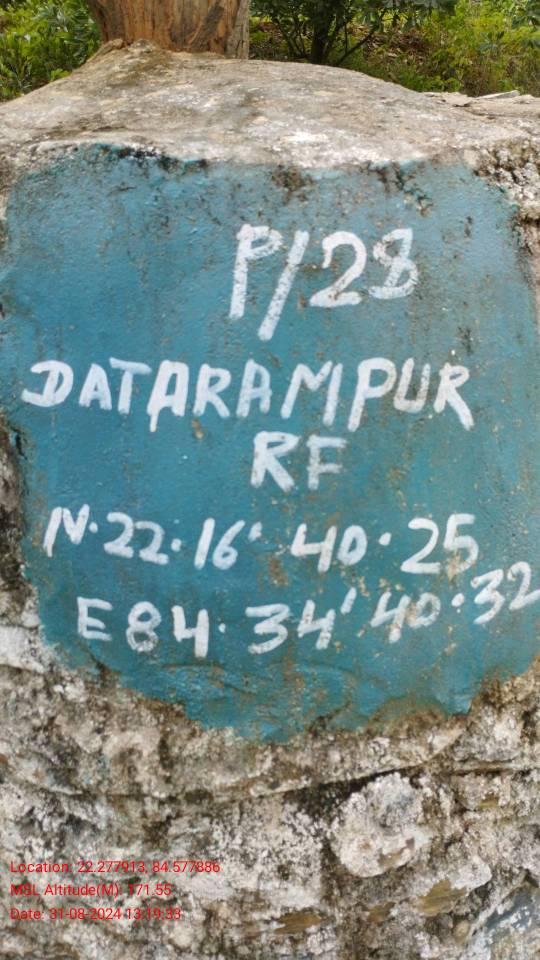 P/28
DATARAMPUR
RF
N·22·16' 40·25
E84·34' 40·32
Location: 22.277913, 84.577886
MSL Altitude(M): 171.55
Date: 31-08-2024 13:19:33